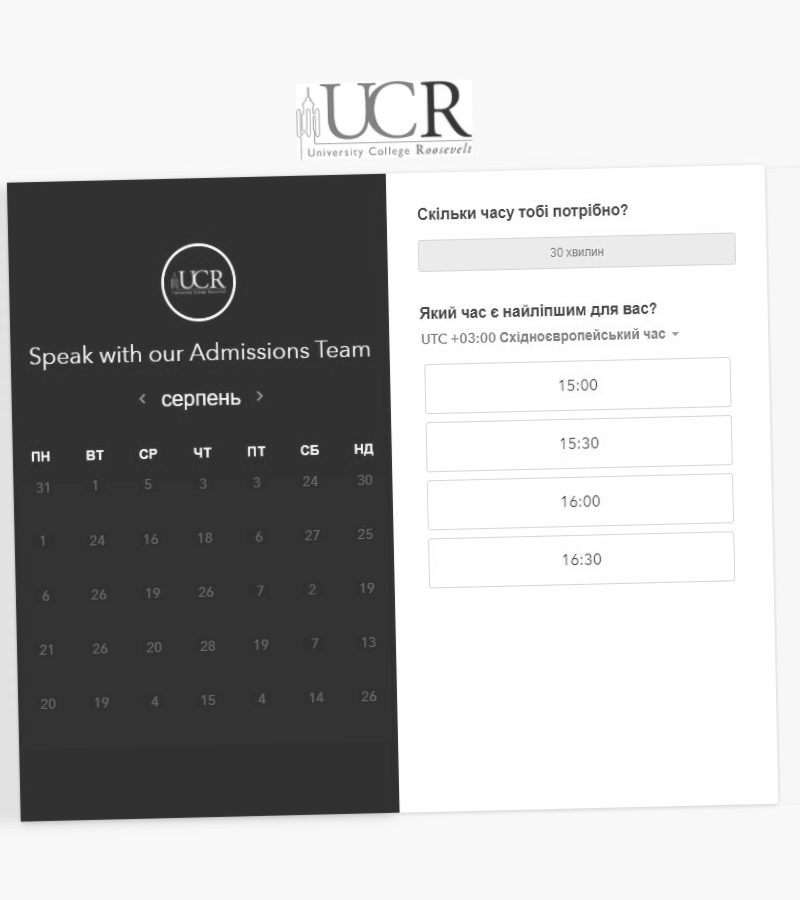 UCR
University College Roosevelt
UCR
Speak with our Admissions Team
серпень
ПН ВТ СР ЧТ ПТ СБ НД
31 1 5 3 3 24 30
1 24 16 18 6 27 25
6 26 19 26 7 2 19
21 26 20 28 19 7 13
20 19 4 15 4 14 26
Скільки часу тобі потрібно?
30 хвилин
Який час є найліпшим для вас?
UTC +03:00 Східноєвропейський час
15:00
15:30
16:00
16:30